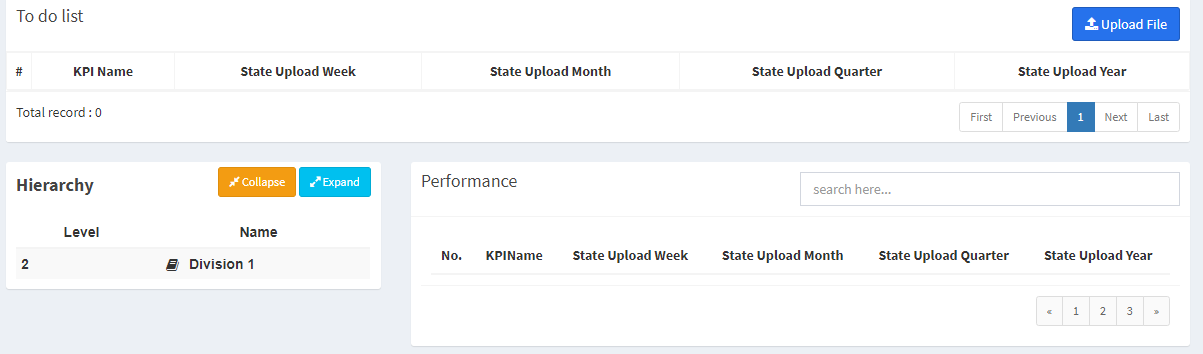 To do list
Upload File
# KPI Name State Upload Week State Upload Month State Upload Quarter State Upload Year
Total record : 0
First Previous 1 Next Last
Hierarchy
Collapse Expand
Level Name
2 Division 1
Performance
search here...
No. KPIName State Upload Week State Upload Month State Upload Quarter State Upload Year
« 1 2 3 »